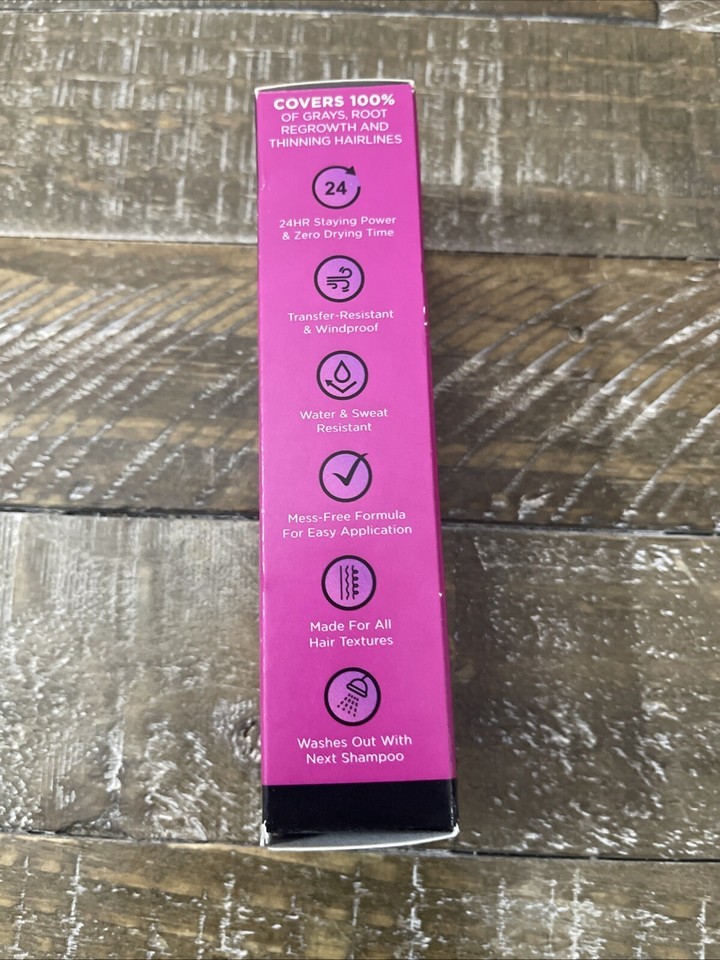 COVERS 100%
OF GRAYS, ROOT
REGROWTH AND
THINNING HAIRLINES
24
24HR Staying Power
& Zero Drying Time
Transfer-Resistant
& Windproof
Water & Sweat
Resistant
Mess-Free Formula
For Easy Application
Made For All
Hair Textures
Washes Out With
Next Shampoo